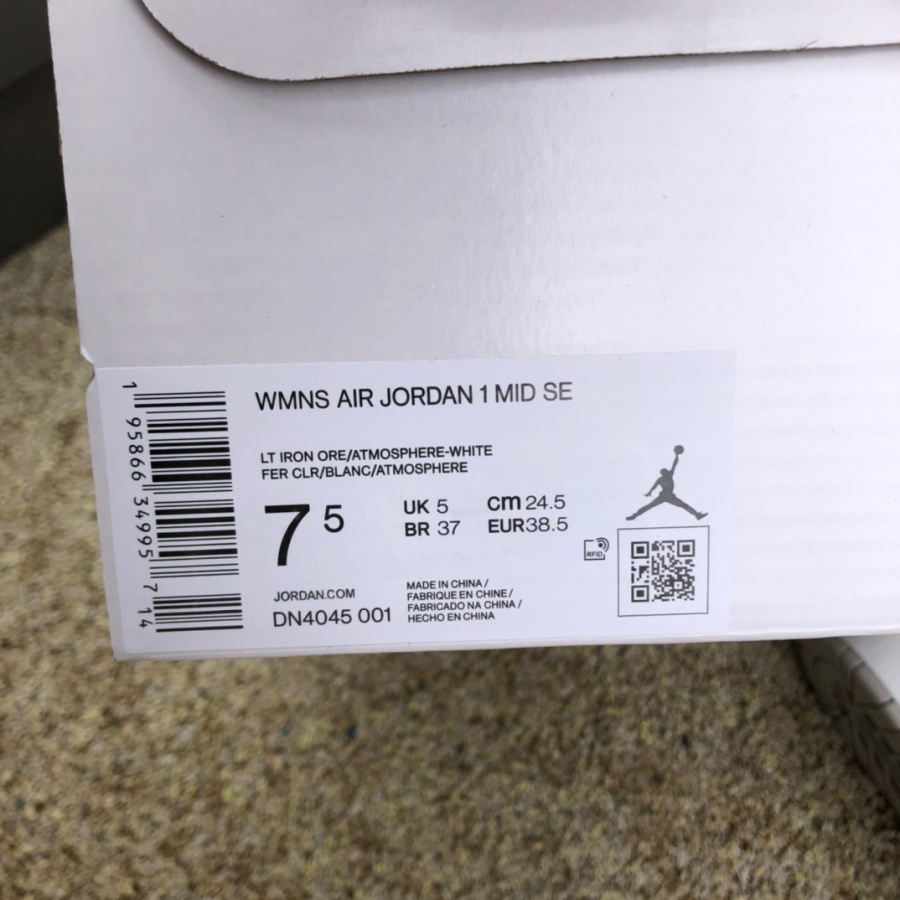 WMNS AIR JORDAN 1 MID SE
LT IRON ORE/ATMOSPHERE-WHITE
FER CLR/BLANC/ATMOSPHERE
7 5
UK 5 cm 24.5
BR 37 EUR38.5
RFID
JORDAN.COM
DN4045 001
MADE IN CHINA /
FABRIQUE EN CHINE /
FABRICADO NA CHINA /
HECHO EN CHINA
1 95866 34995 7 14